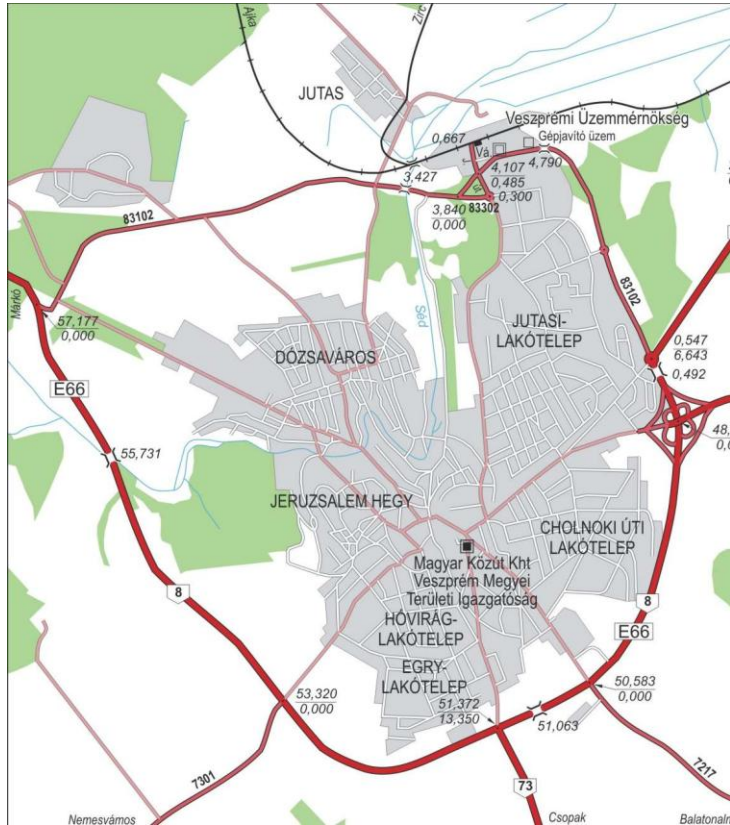 Ajka
Zirc
JUTAS
Veszprémi Üzemmérnökség
0,667
Vá.
Gépjavító üzem
4,107
4,790
0,485
0,300
3,427
3,840
0,000
83302
83102
83102
Séd
JUTASI-
LAKÓTELEP
Márkó
57,177
0,000
DÓZSAVÁROS
0,547
6,643
0,492
E66
48,
55,731
JERUZSALEM HEGY
CHOLNOKI ÚTI
LAKÓTELEP
Magyar Közút Kht
Veszprém Megyei
Területi Igazgatóság
8
8
HÓVIRÁG-
LAKÓTELEP
E66
EGRY-
LAKÓTELEP
53,320
0,000
51,372
13,350
50,583
0,000
51,063
7301
7217
73
Nemesvámos
Csopak
Balatonalm